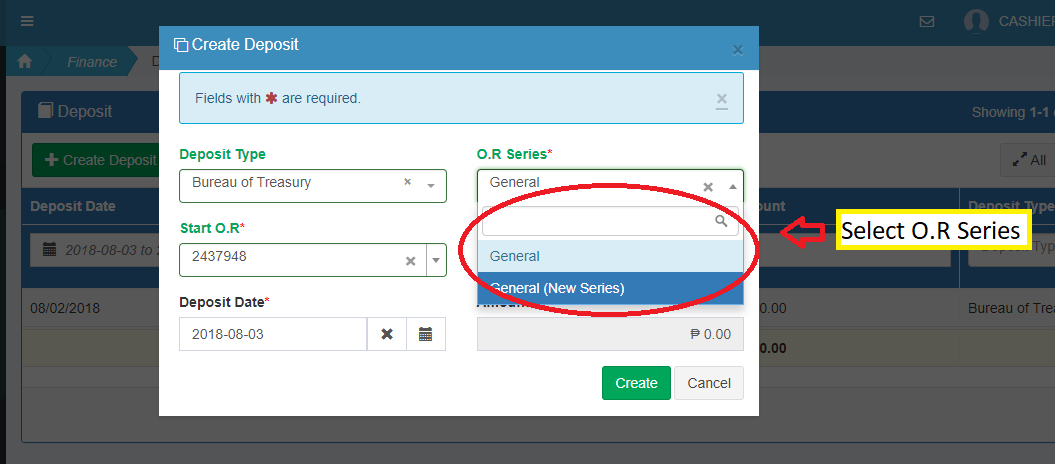 CASHIER
Create Deposit
×
Finance
Fields with * are required.
×
Deposit
Showing 1-1
Create Deposit
All
Deposit Type
O.R Series*
Bureau of Treasury
×
General
×
Deposit Date
Deposit Type
Select O.R Series
Start O.R*
2018-08-03 to
2437948
×
General
General (New Series)
08/02/2018
0.00
Bureau of Trea
Deposit Date*
2018-08-03
₱ 0.00
0.00
Create
Cancel